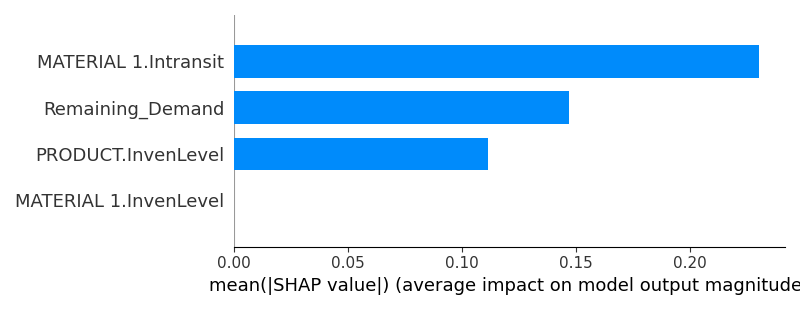 MATERIAL 1.Intransit
Remaining_Demand
PRODUCT.InvenLevel
MATERIAL 1.InvenLevel
0.00 0.05 0.10 0.15 0.20
mean(|SHAP value|) (average impact on model output magnitude